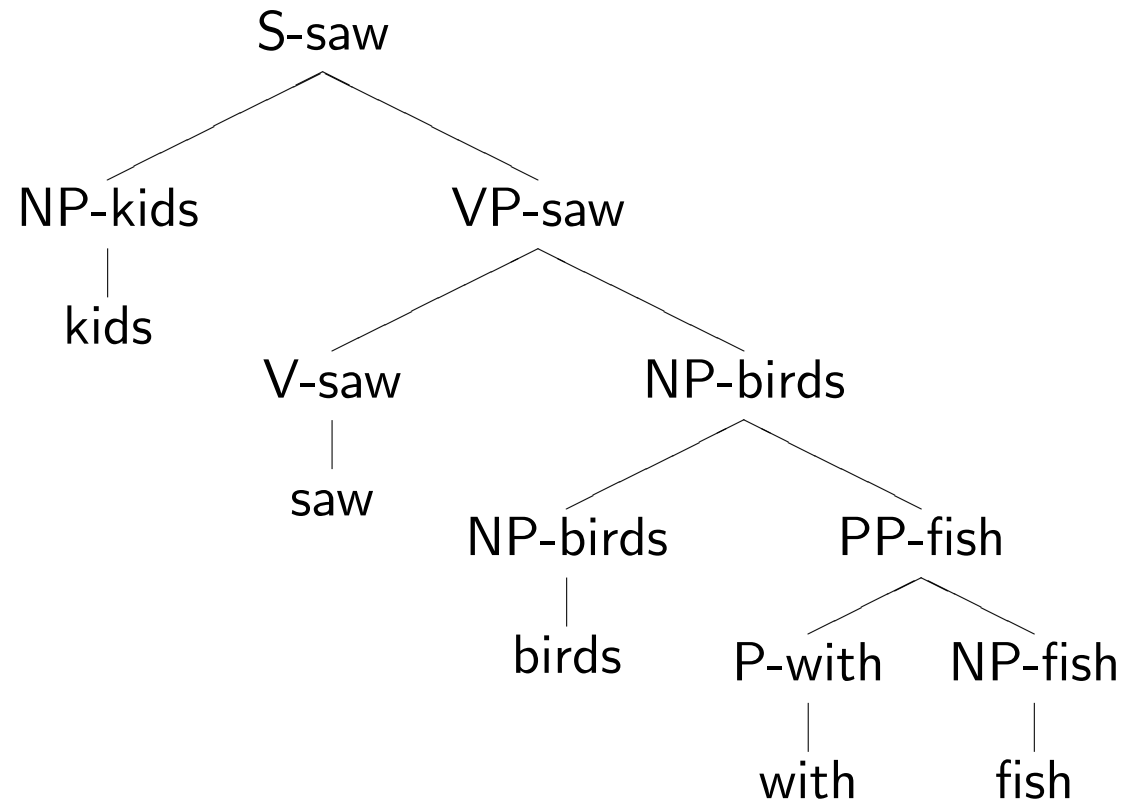 S-saw
NP-kids VP-saw
kids
V-saw NP-birds
saw
NP-birds PP-fish
birds
P-with NP-fish
with fish